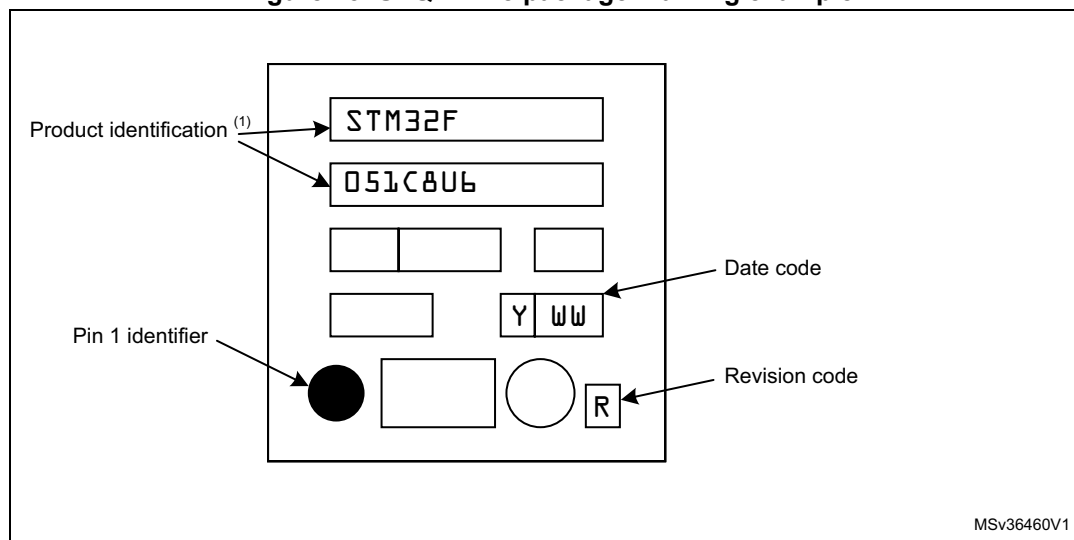 STM32F
Product identification (1)
051C8U6
Date code
Y WW
Pin 1 identifier
Revision code
R
MSv36460V1